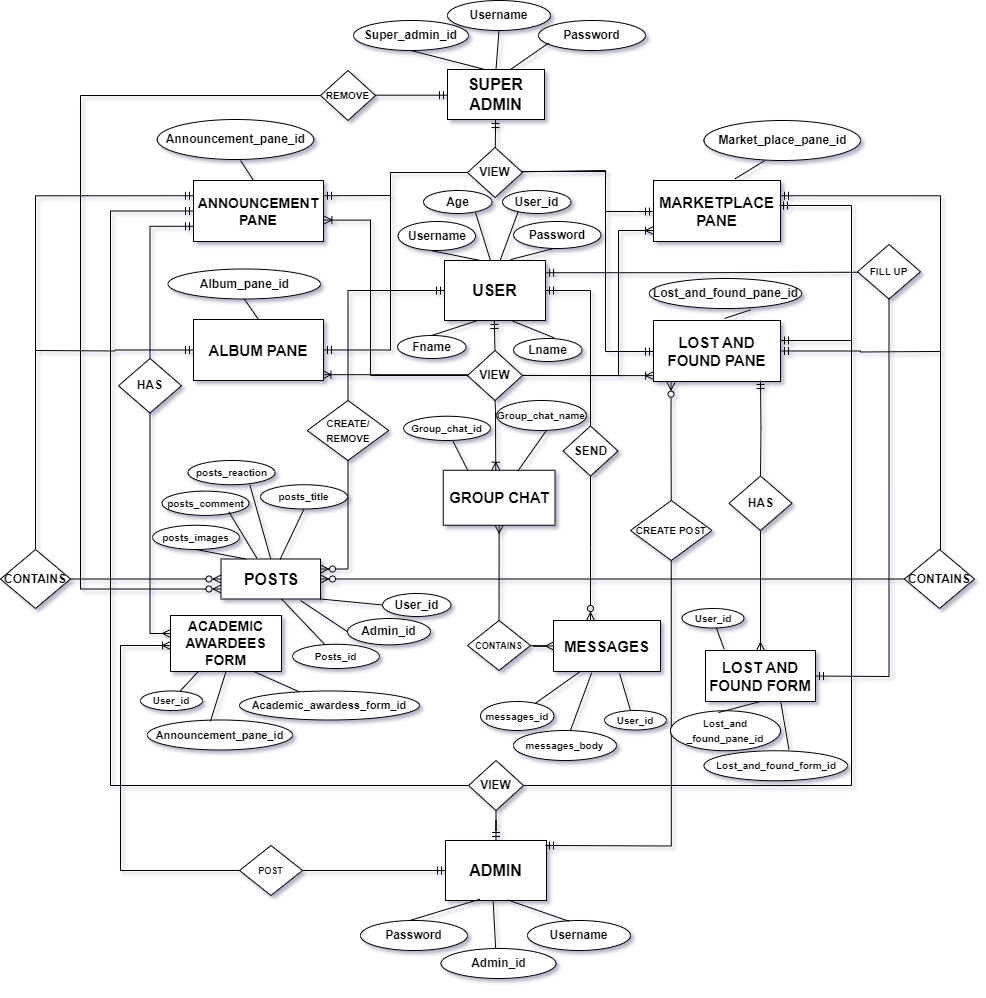 Username
Super_admin_id
Password
SUPER
ADMIN
REMOVE
Announcement_pane_id
Market_place_pane_id
VIEW
ANNOUNCEMENT
PANE
Age
User_id
MARKETPLACE
PANE
Username
Password
FILL UP
Album_pane_id
USER
Lost_and_found_pane_id
ALBUM PANE
Fname
Lname
LOST AND
FOUND PANE
HAS
VIEW
CREATE/
REMOVE
Group_chat_id
Group_chat_name
SEND
posts_reaction
posts_title
posts_comment
GROUP CHAT
HAS
posts_images
CREATE POST
CONTAINS
POSTS
CONTAINS
User_id
Admin_id
Posts_id
ACADEMIC
AWARDEES
FORM
CONTAINS
MESSAGES
User_id
LOST AND
FOUND FORM
User_id
Academic_awardess_form_id
Announcement_pane_id
messages_id
User_id
messages_body
Lost_and
_found_pane_id
Lost_and_found_form_id
VIEW
POST
ADMIN
Password
Username
Admin_id